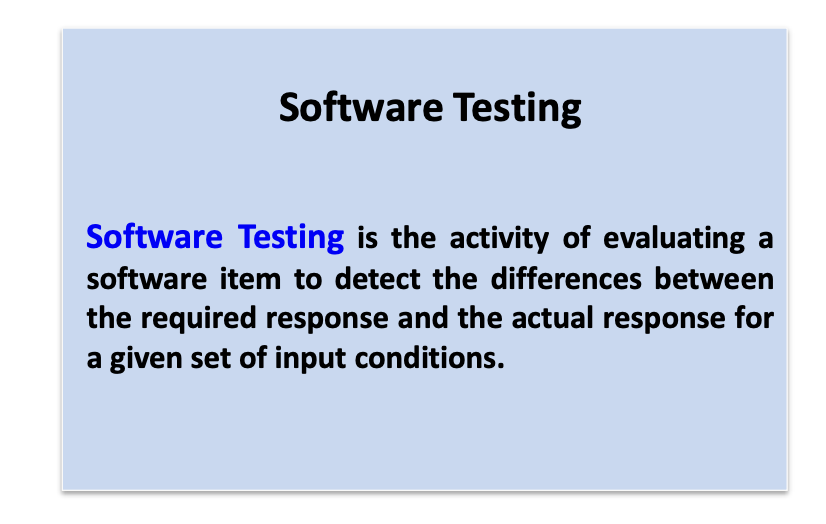 Software Testing
Software Testing is the activity of evaluating a
software item to detect the differences between
the required response and the actual response for
a given set of input conditions.